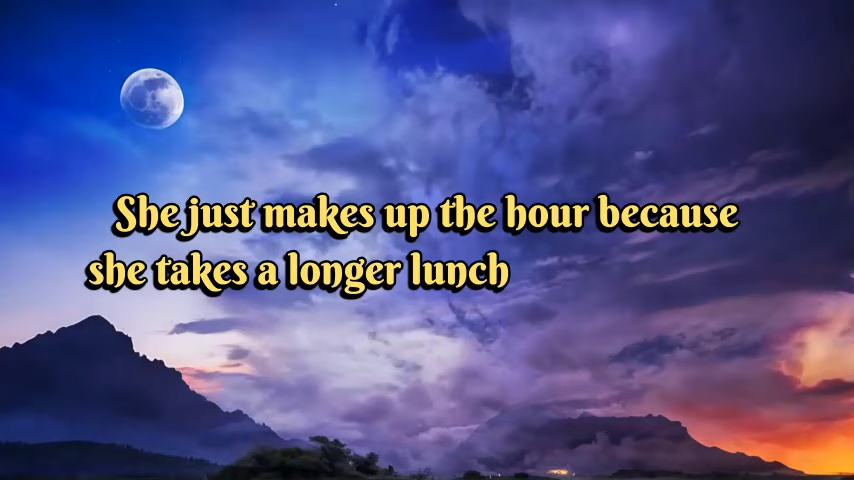 She just makes up the hour because
she takes a longer lunch